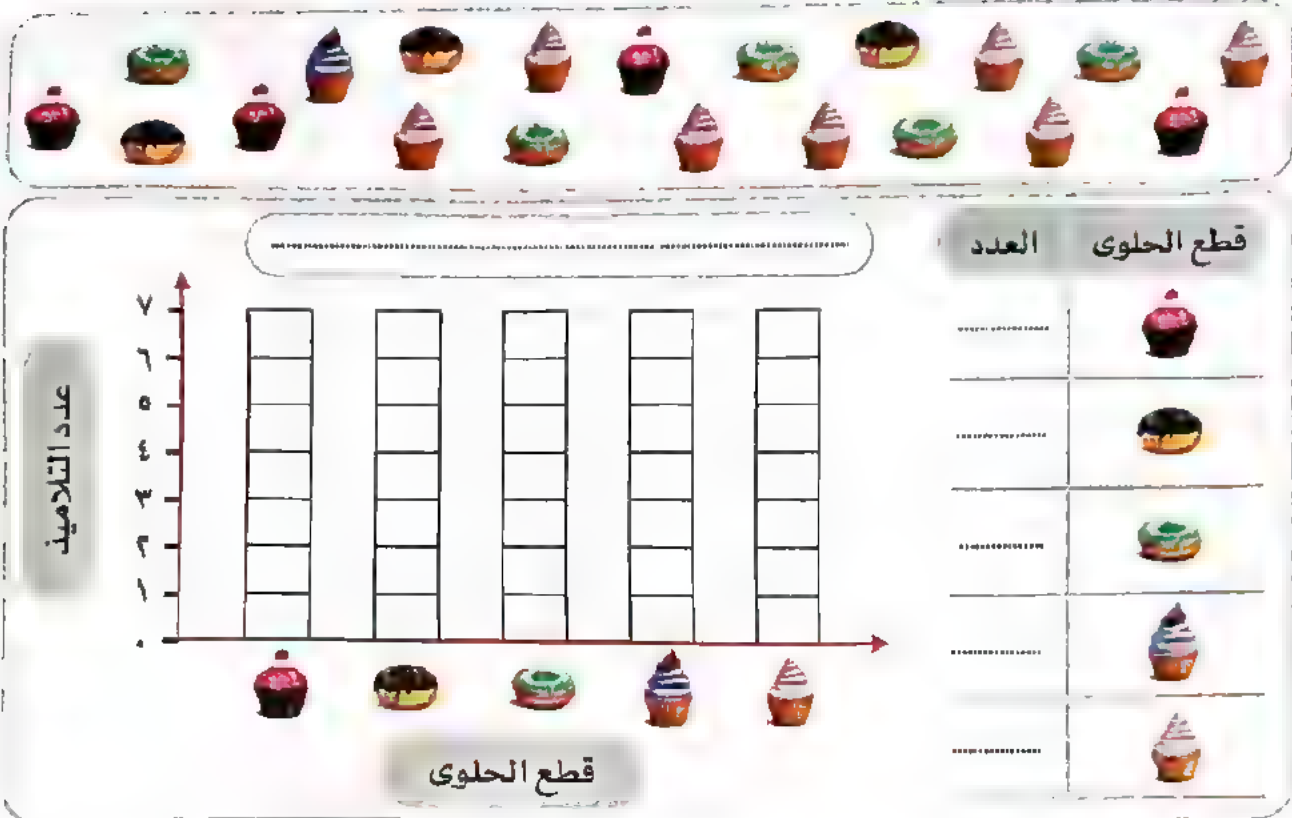 قطع الحلوى
العدد
عدد التلاميذ
٧
٦
٥
٤
٣
٢
١
٠
قطع الحلوى